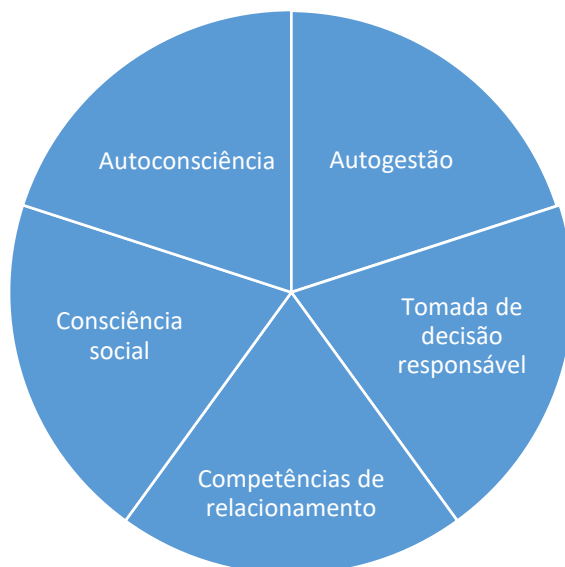 Autoconsciência
Autogestão
Tomada de
decisão
responsável
Competências de
relacionamento
Consciência
social